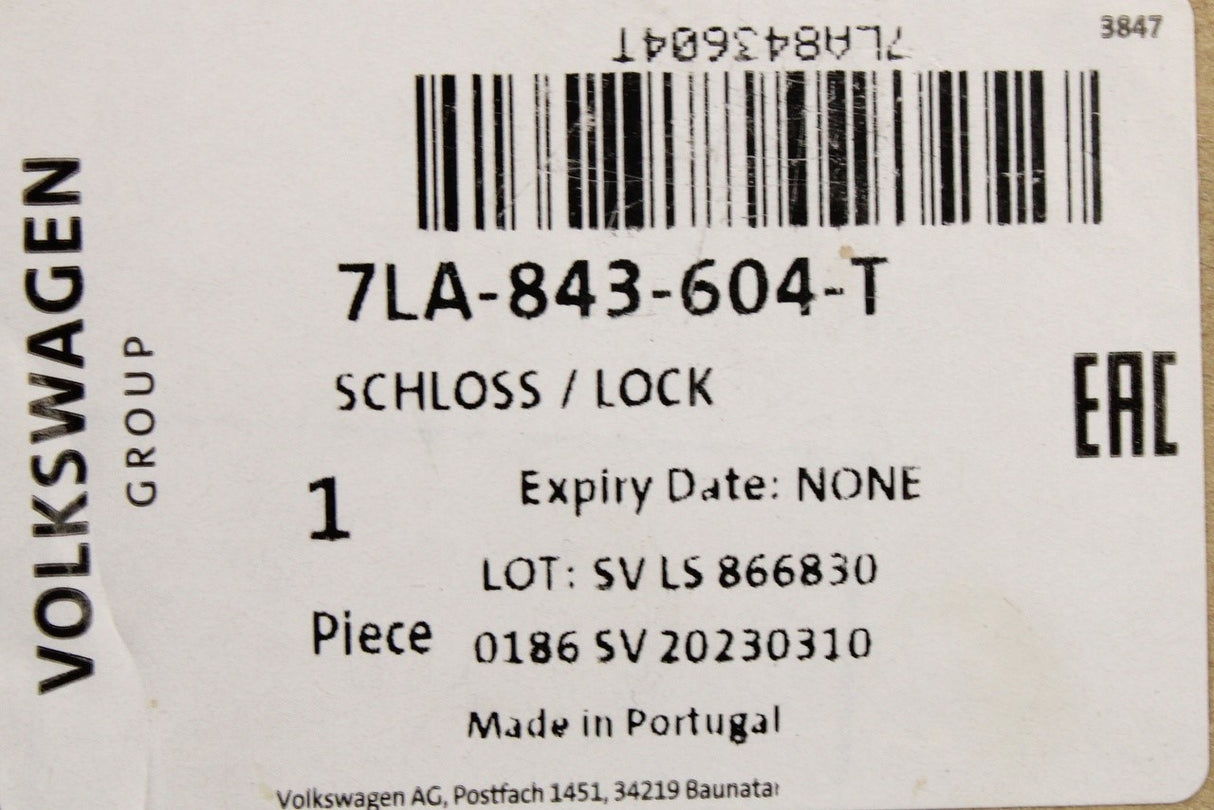 3847
7LA843604T
VOLKSWAGEN
GROUP
7LA-843-604-T
SCHLOSS / LOCK
EAC
1
Piece
Expiry Date: NONE
LOT: SV LS 866830
0186 SV 20230310
Made in Portugal
Volkswagen AG, Postfach 1451, 34219 Baunatal